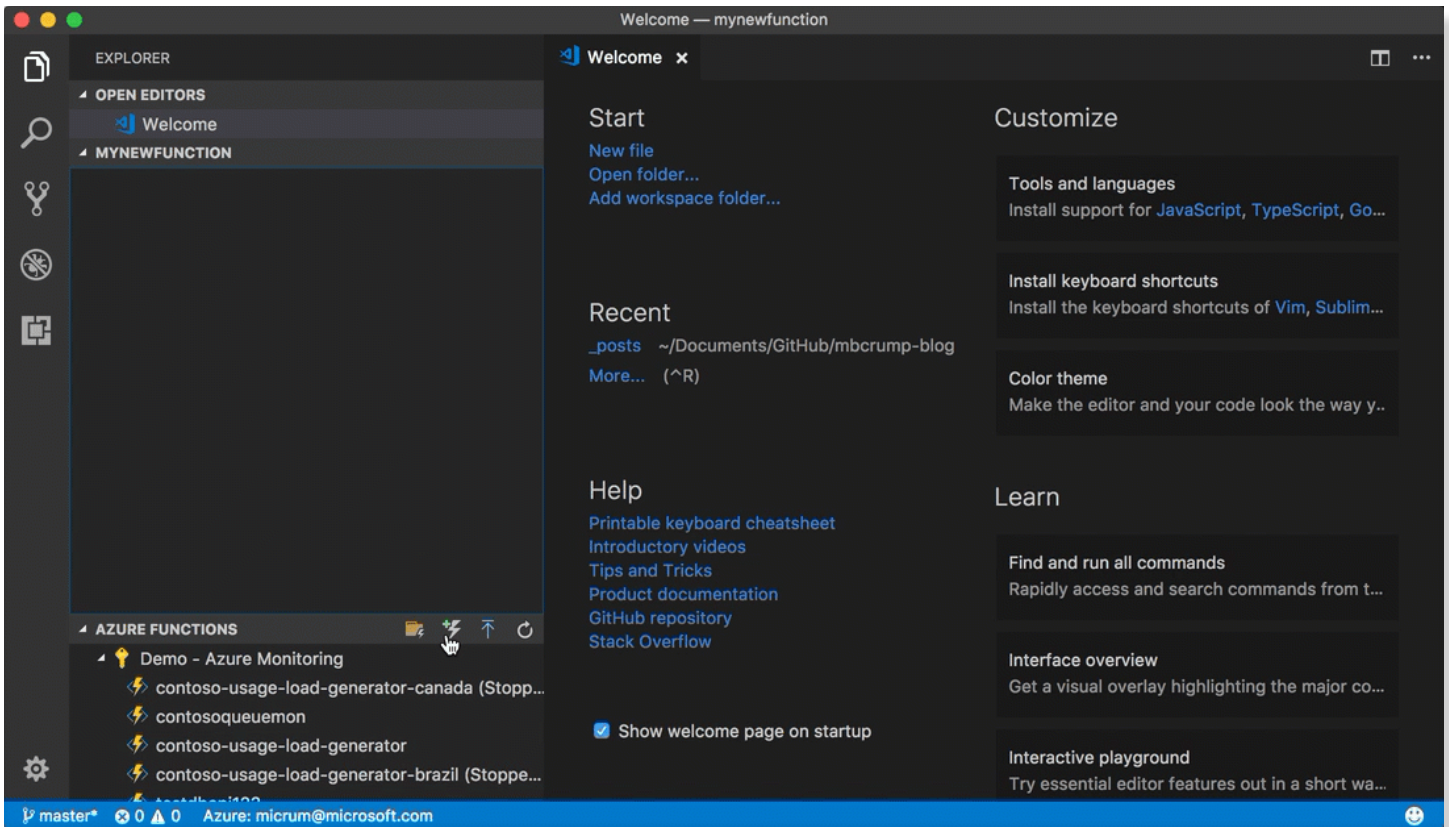 Welcome — mynewfunction
EXPLORER
OPEN EDITORS
Welcome
MYNEWFUNCTION
AZURE FUNCTIONS
Demo - Azure Monitoring
contoso-usage-load-generator-canada (Stopp...
contosoqueuemon
contoso-usage-load-generator
contoso-usage-load-generator-brazil (Stoppe...
Welcome
Start
New file
Open folder...
Add workspace folder...
Recent
_posts ~/Documents/GitHub/mbcrump-blog
More... (^R)
Help
Printable keyboard cheatsheet
Introductory videos
Tips and Tricks
Product documentation
GitHub repository
Stack Overflow
Show welcome page on startup
Customize
Tools and languages
Install support for JavaScript, TypeScript, Go...
Install keyboard shortcuts
Install the keyboard shortcuts of Vim, Sublim...
Color theme
Make the editor and your code look the way y..
Learn
Find and run all commands
Rapidly access and search commands from t...
Interface overview
Get a visual overlay highlighting the major co...
Interactive playground
Try essential editor features out in a short wa...
master* 0 0 Azure: micrum@microsoft.com